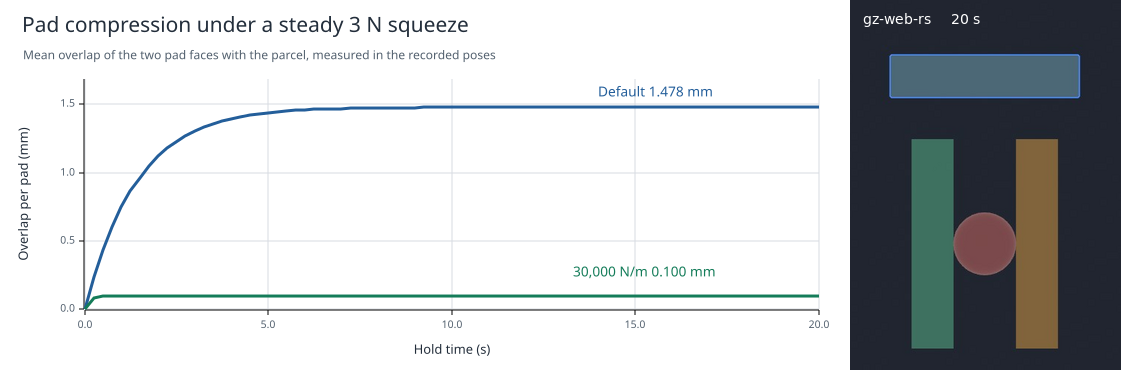 Pad compression under a steady 3 N squeeze
Mean overlap of the two pad faces with the parcel, measured in the recorded poses
Overlap per pad (mm)
1.5
1.0
0.5
0.0
Default 1.478 mm
30,000 N/m 0.100 mm
0.0 5.0 10.0 15.0 20.0
Hold time (s)
gz-web-rs 20 s